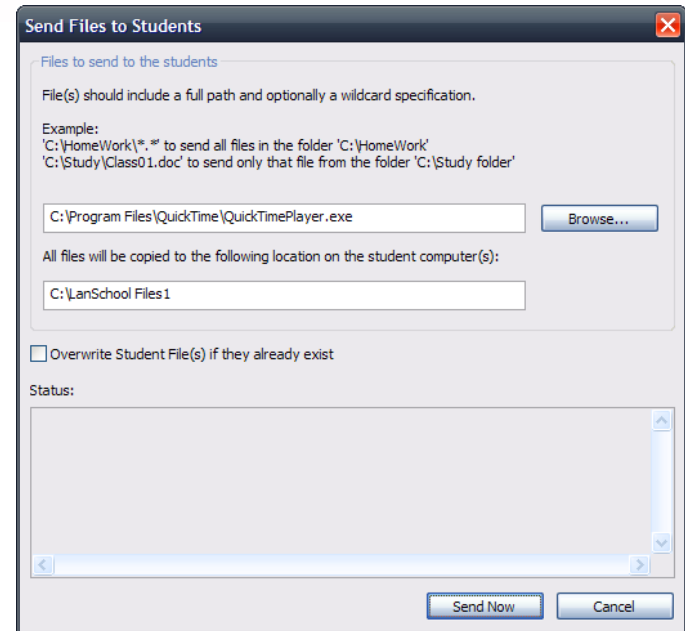 Send Files to Students
Files to send to the students
File(s) should include a full path and optionally a wildcard specification.
Example:
'C:\HomeWork\*.*' to send all files in the folder 'C:\HomeWork'
'C:\Study\Class01.doc' to send only that file from the folder 'C:\Study folder'
C:\Program Files\QuickTime\QuickTimePlayer.exe
Browse...
All files will be copied to the following location on the student computer(s):
C:\LanSchool Files1
Overwrite Student File(s) if they already exist
Status:
Send Now
Cancel